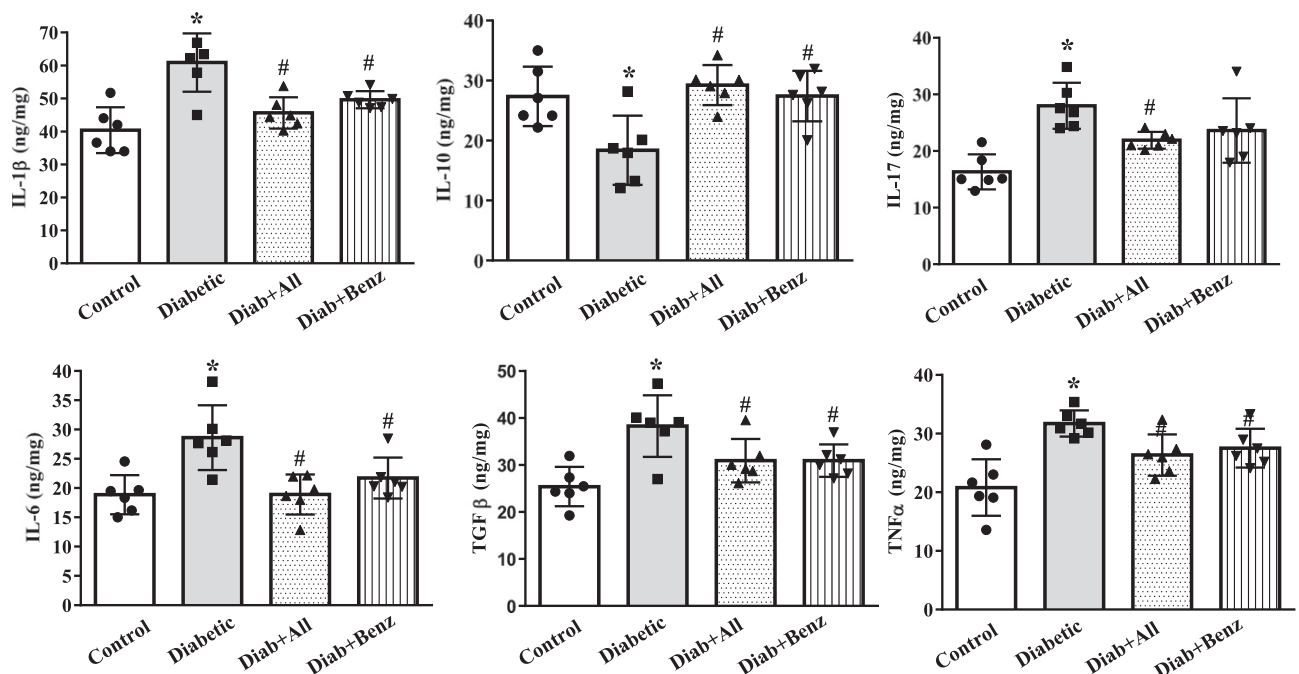 IL-1β (ng/mg)
70
60
50
40
30
20
10
0
*
#
#
Control
Diabetic
Diab+All
Diab+Benz
IL-10 (ng/mg)
40
30
20
10
0
*
#
#
Control
Diabetic
Diab+All
Diab+Benz
IL-17 (ng/mg)
40
30
20
10
0
*
#
Control
Diabetic
Diab+All
Diab+Benz
IL-6 (ng/mg)
40
35
30
25
20
15
10
5
0
*
#
#
Control
Diabetic
Diab+All
Diab+Benz
TGF β (ng/mg)
50
40
30
20
10
0
*
#
#
Control
Diabetic
Diab+All
Diab+Benz
TNFα (ng/mg)
40
30
20
10
0
*
#
#
Control
Diabetic
Diab+All
Diab+Benz